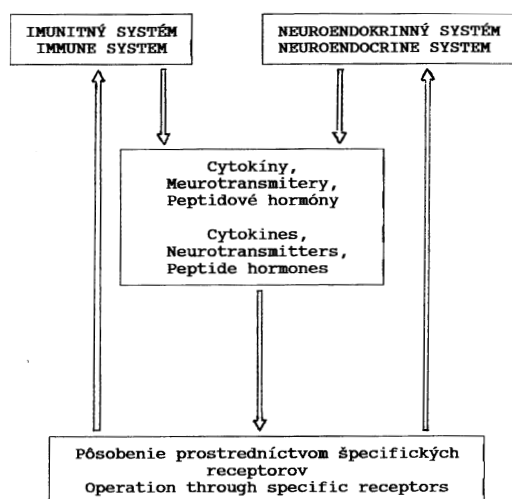 IMUNITNÝ SYSTÉM
IMMUNE SYSTEM
NEUROENDOKRINNÝ SYSTÉM
NEUROENDOCRINE SYSTEM
Cytokíny,
Meurotransmitery,
Peptidové hormóny
Cytokines,
Neurotransmitters,
Peptide hormones
Pôsobenie prostredníctvom špecifických
receptorov
Operation through specific receptors